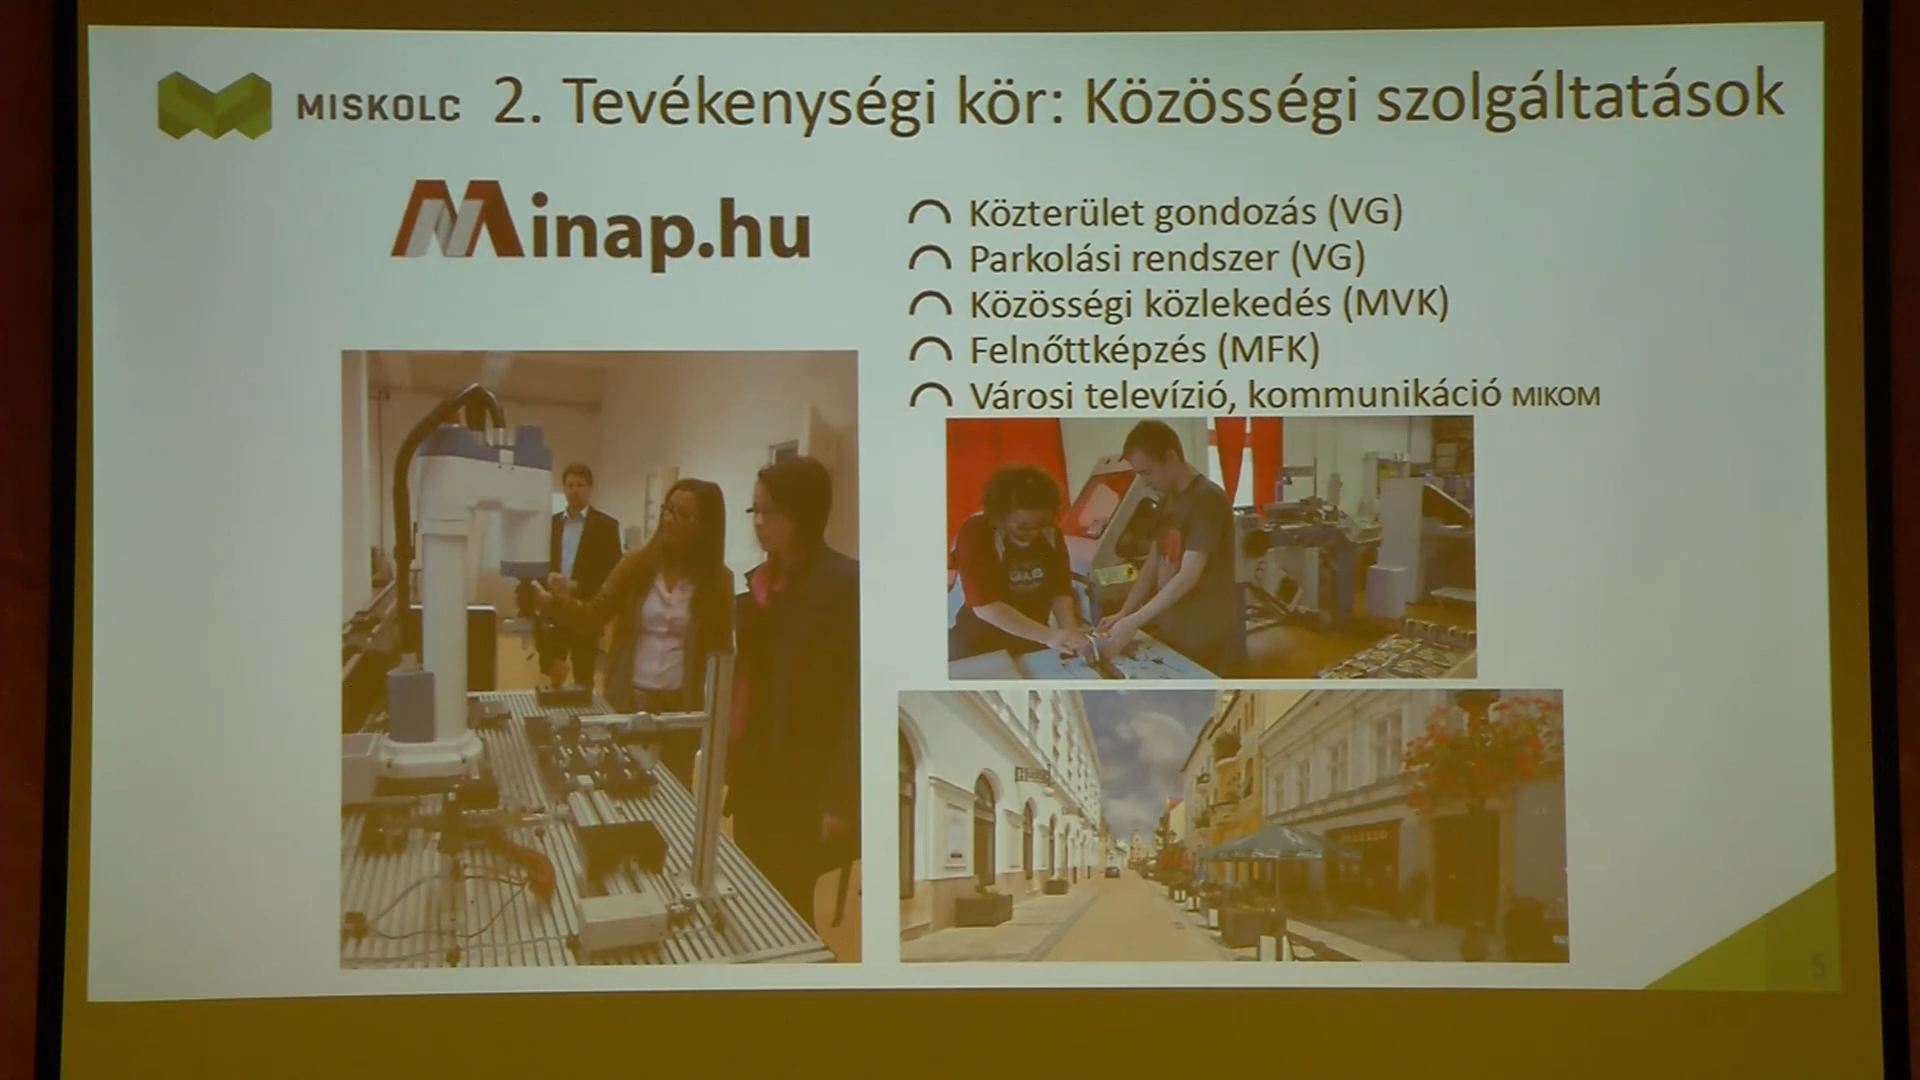 MISKOLC
2. Tevékenységi kör: Közösségi szolgáltatások
Minap.hu
Közterület gondozás (VG)
Parkolási rendszer (VG)
Közösségi közlekedés (MVK)
Felnőttképzés (MFK)
Városi televízió, kommunikáció MIKOM